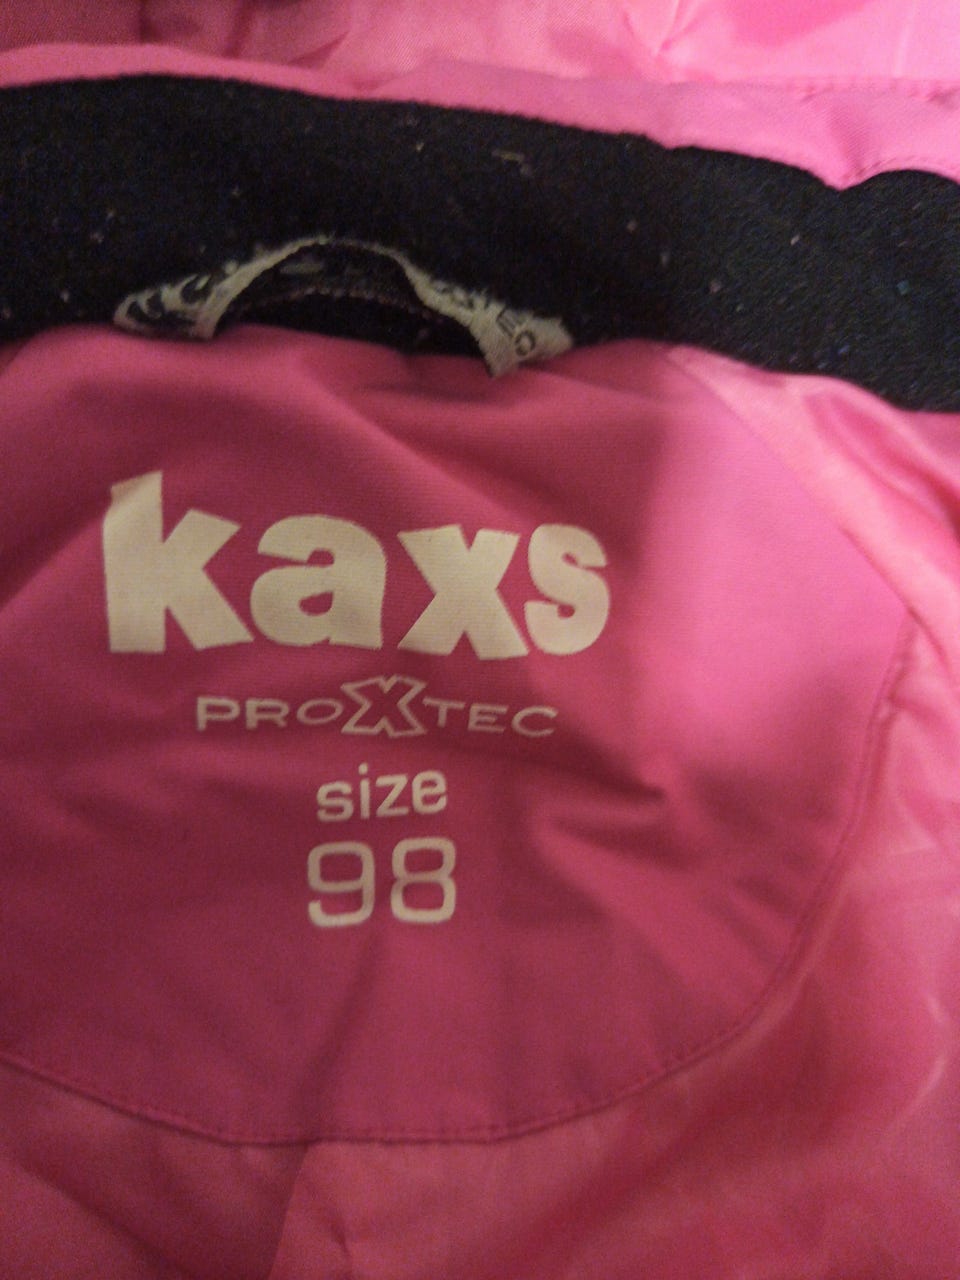 kaxs
PROXTEC
size
98